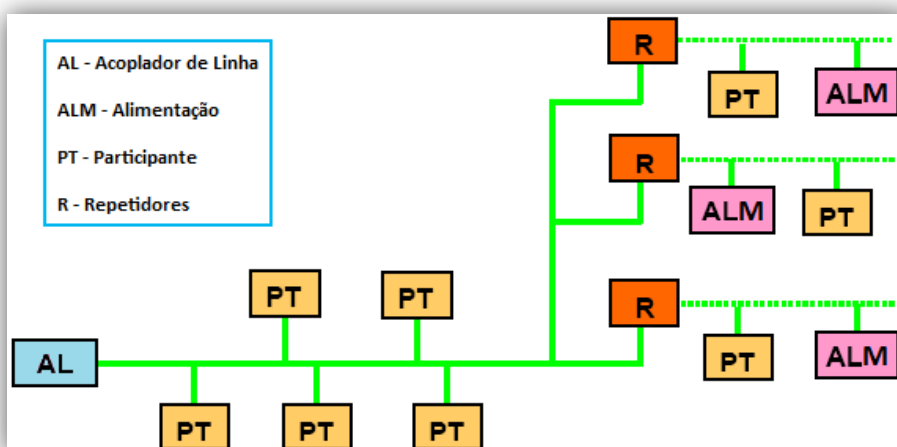 AL - Acoplador de Linha
ALM - Alimentação
PT - Participante
R - Repetidores
R
PT
ALM
R
ALM
PT
R
PT
ALM
PT
PT
AL
PT
PT
PT